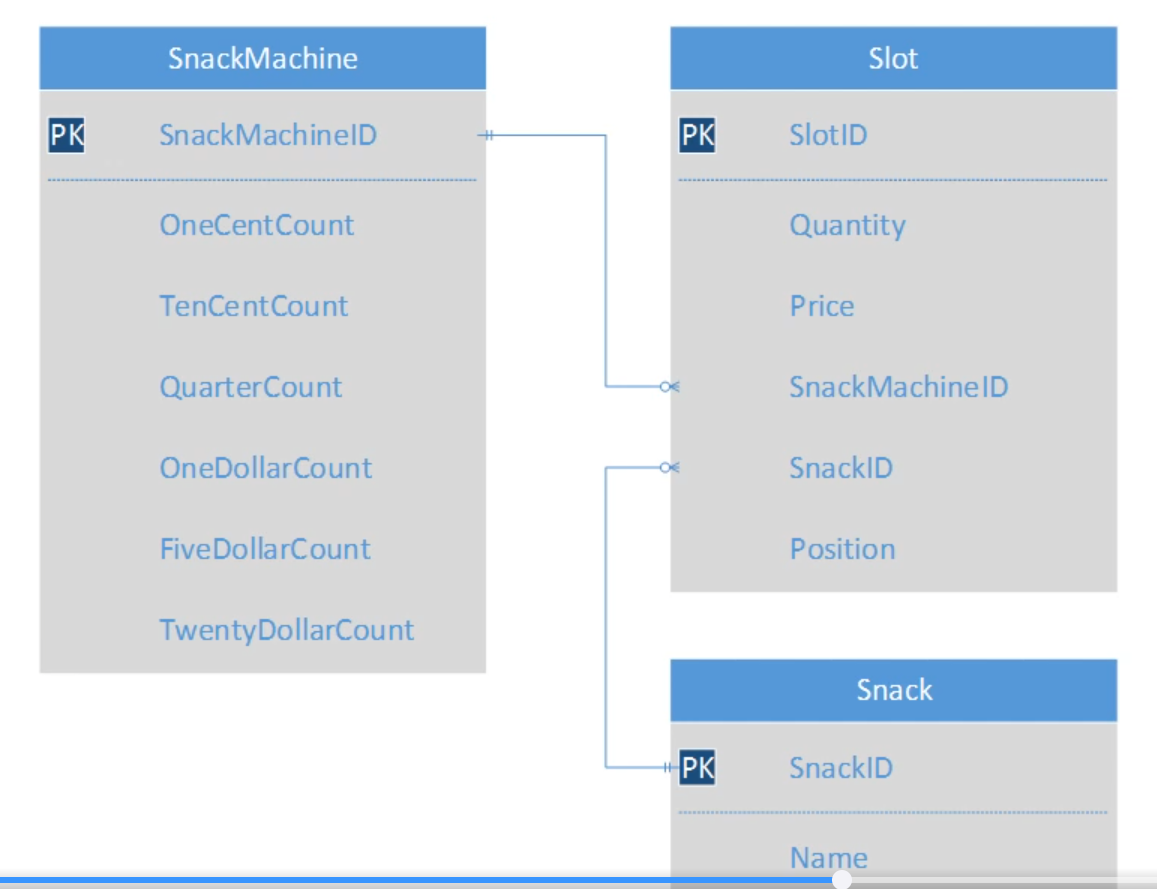 SnackMachine
PK SnackMachineID
OneCentCount
TenCentCount
QuarterCount
OneDollarCount
FiveDollarCount
TwentyDollarCount
Slot
PK SlotID
Quantity
Price
SnackMachineID
SnackID
Position
Snack
PK SnackID
Name